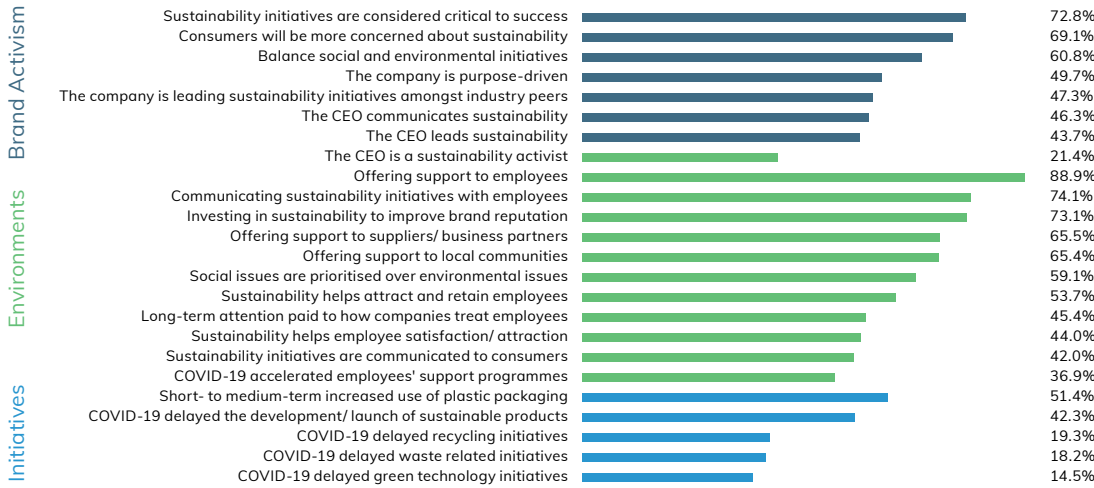 Brand Activism
Sustainability initiatives are considered critical to success 72.8%
Consumers will be more concerned about sustainability 69.1%
Balance social and environmental initiatives 60.8%
The company is purpose-driven 49.7%
The company is leading sustainability initiatives amongst industry peers 47.3%
The CEO communicates sustainability 46.3%
The CEO leads sustainability 43.7%
The CEO is a sustainability activist 21.4%
Environments
Offering support to employees 88.9%
Communicating sustainability initiatives with employees 74.1%
Investing in sustainability to improve brand reputation 73.1%
Offering support to suppliers/ business partners 65.5%
Offering support to local communities 65.4%
Social issues are prioritised over environmental issues 59.1%
Sustainability helps attract and retain employees 53.7%
Long-term attention paid to how companies treat employees 45.4%
Sustainability helps employee satisfaction/ attraction 44.0%
Sustainability initiatives are communicated to consumers 42.0%
COVID-19 accelerated employees' support programmes 36.9%
Initiatives
Short- to medium-term increased use of plastic packaging 51.4%
COVID-19 delayed the development/ launch of sustainable products 42.3%
COVID-19 delayed recycling initiatives 19.3%
COVID-19 delayed waste related initiatives 18.2%
COVID-19 delayed green technology initiatives 14.5%